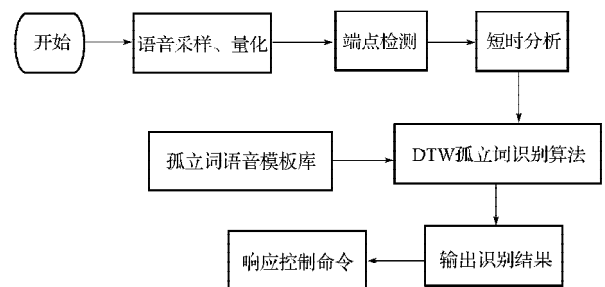 开始
语音采样、量化
端点检测
短时分析
孤立词语音模板库
DTW孤立词识别算法
响应控制命令
输出识别结果